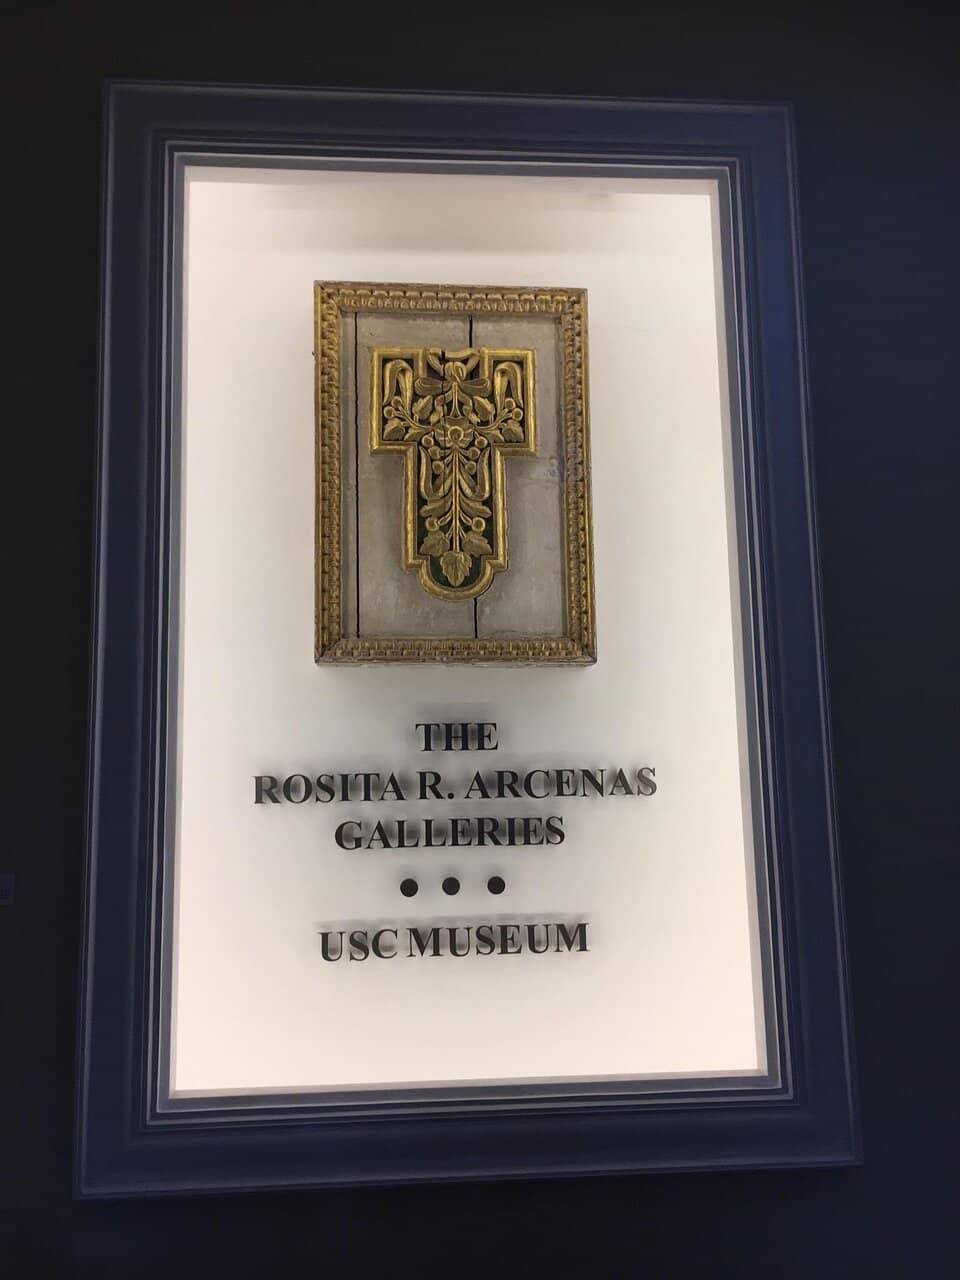 THE
ROSITA R. ARCENAS
GALLERIES
● ● ●
USC MUSEUM